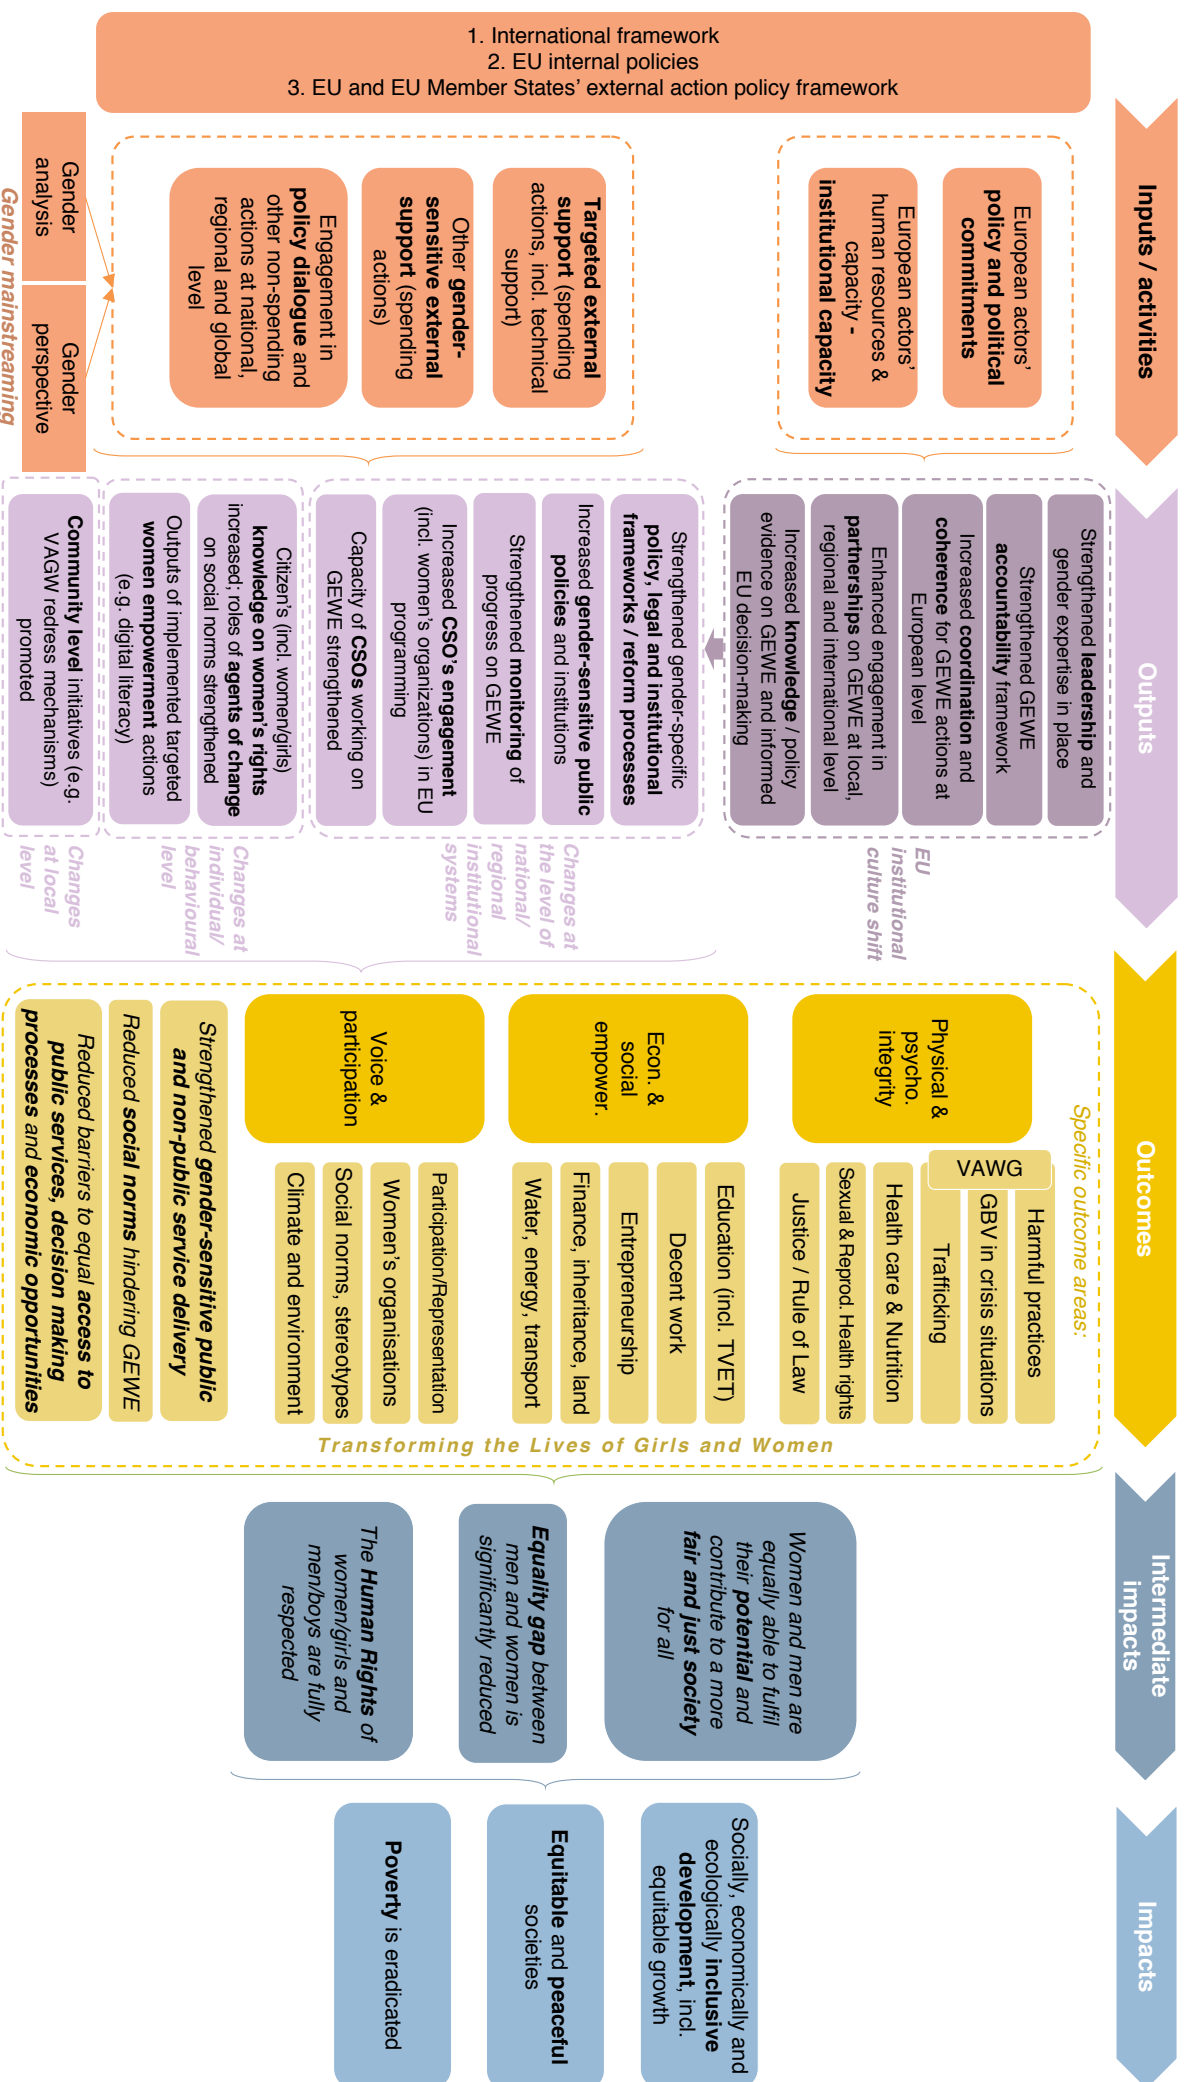 1. International framework
2. EU internal policies
3. EU and EU Member States’ external action policy framework
Inputs / activities
European actors’
policy and political
commitments
European actors’
human resources &
capacity -
institutional capacity
Targeted external
support (spending
actions, incl. technical
support)
Other gender-
sensitive external
support (spending
actions)
Engagement in
policy dialogue and
other non-spending
actions at national,
regional and global
level
Gender
analysis
Gender
perspective
Gender mainstreaming
Outputs
Strengthened leadership and
gender expertise in place
Strengthened GEWE
accountability framework
Increased coordination and
coherence for GEWE actions at
European level
Enhanced engagement in
partnerships on GEWE at local,
regional and international level
Increased knowledge / policy
evidence on GEWE and informed
EU decision-making
EU
institutional
culture shift
Strengthened gender-specific
policy, legal and institutional
frameworks / reform processes
Increased gender-sensitive public
policies and institutions
Strengthened monitoring of
progress on GEWE
Increased CSO’s engagement
(incl. women’s organizations) in EU
programming
Capacity of CSOs working on
GEWE strengthened
Changes at
the level of
national/
regional
institutional
systems
Citizen’s (incl. women/girls)
knowledge on women’s rights
increased; roles of agents of change
on social norms strengthened
Outputs of implemented targeted
women empowerment actions
(e.g. digital literacy)
Changes at
individual/
behavioural
level
Community level initiatives (e.g.
VAGW redress mechanisms)
promoted
Changes
at local
level
Outcomes
Specific outcome areas:
Physical &
psycho.
integrity
VAWG
Harmful practices
GBV in crisis situations
Trafficking
Health care & Nutrition
Sexual & Reprod. Health rights
Justice / Rule of Law
Econ. &
social
empower.
Education (incl. TVET)
Decent work
Entrepreneurship
Finance, inheritance, land
Water, energy, transport
Voice &
participation
Participation/Representation
Women’s organisations
Social norms, stereotypes
Climate and environment
Strengthened gender-sensitive public
and non-public service delivery
Reduced social norms hindering GEWE
Reduced barriers to equal access to
public services, decision making
processes and economic opportunities
Transforming the Lives of Girls and Women
Intermediate
impacts
Women and men are
equally able to fulfil
their potential and
contribute to a more
fair and just society
for all
Equality gap between
men and women is
significantly reduced
The Human Rights of
women/girls and
men/boys are fully
respected
Impacts
Socially, economically and
ecologically inclusive
development, incl.
equitable growth
Equitable and peaceful
societies
Poverty is eradicated